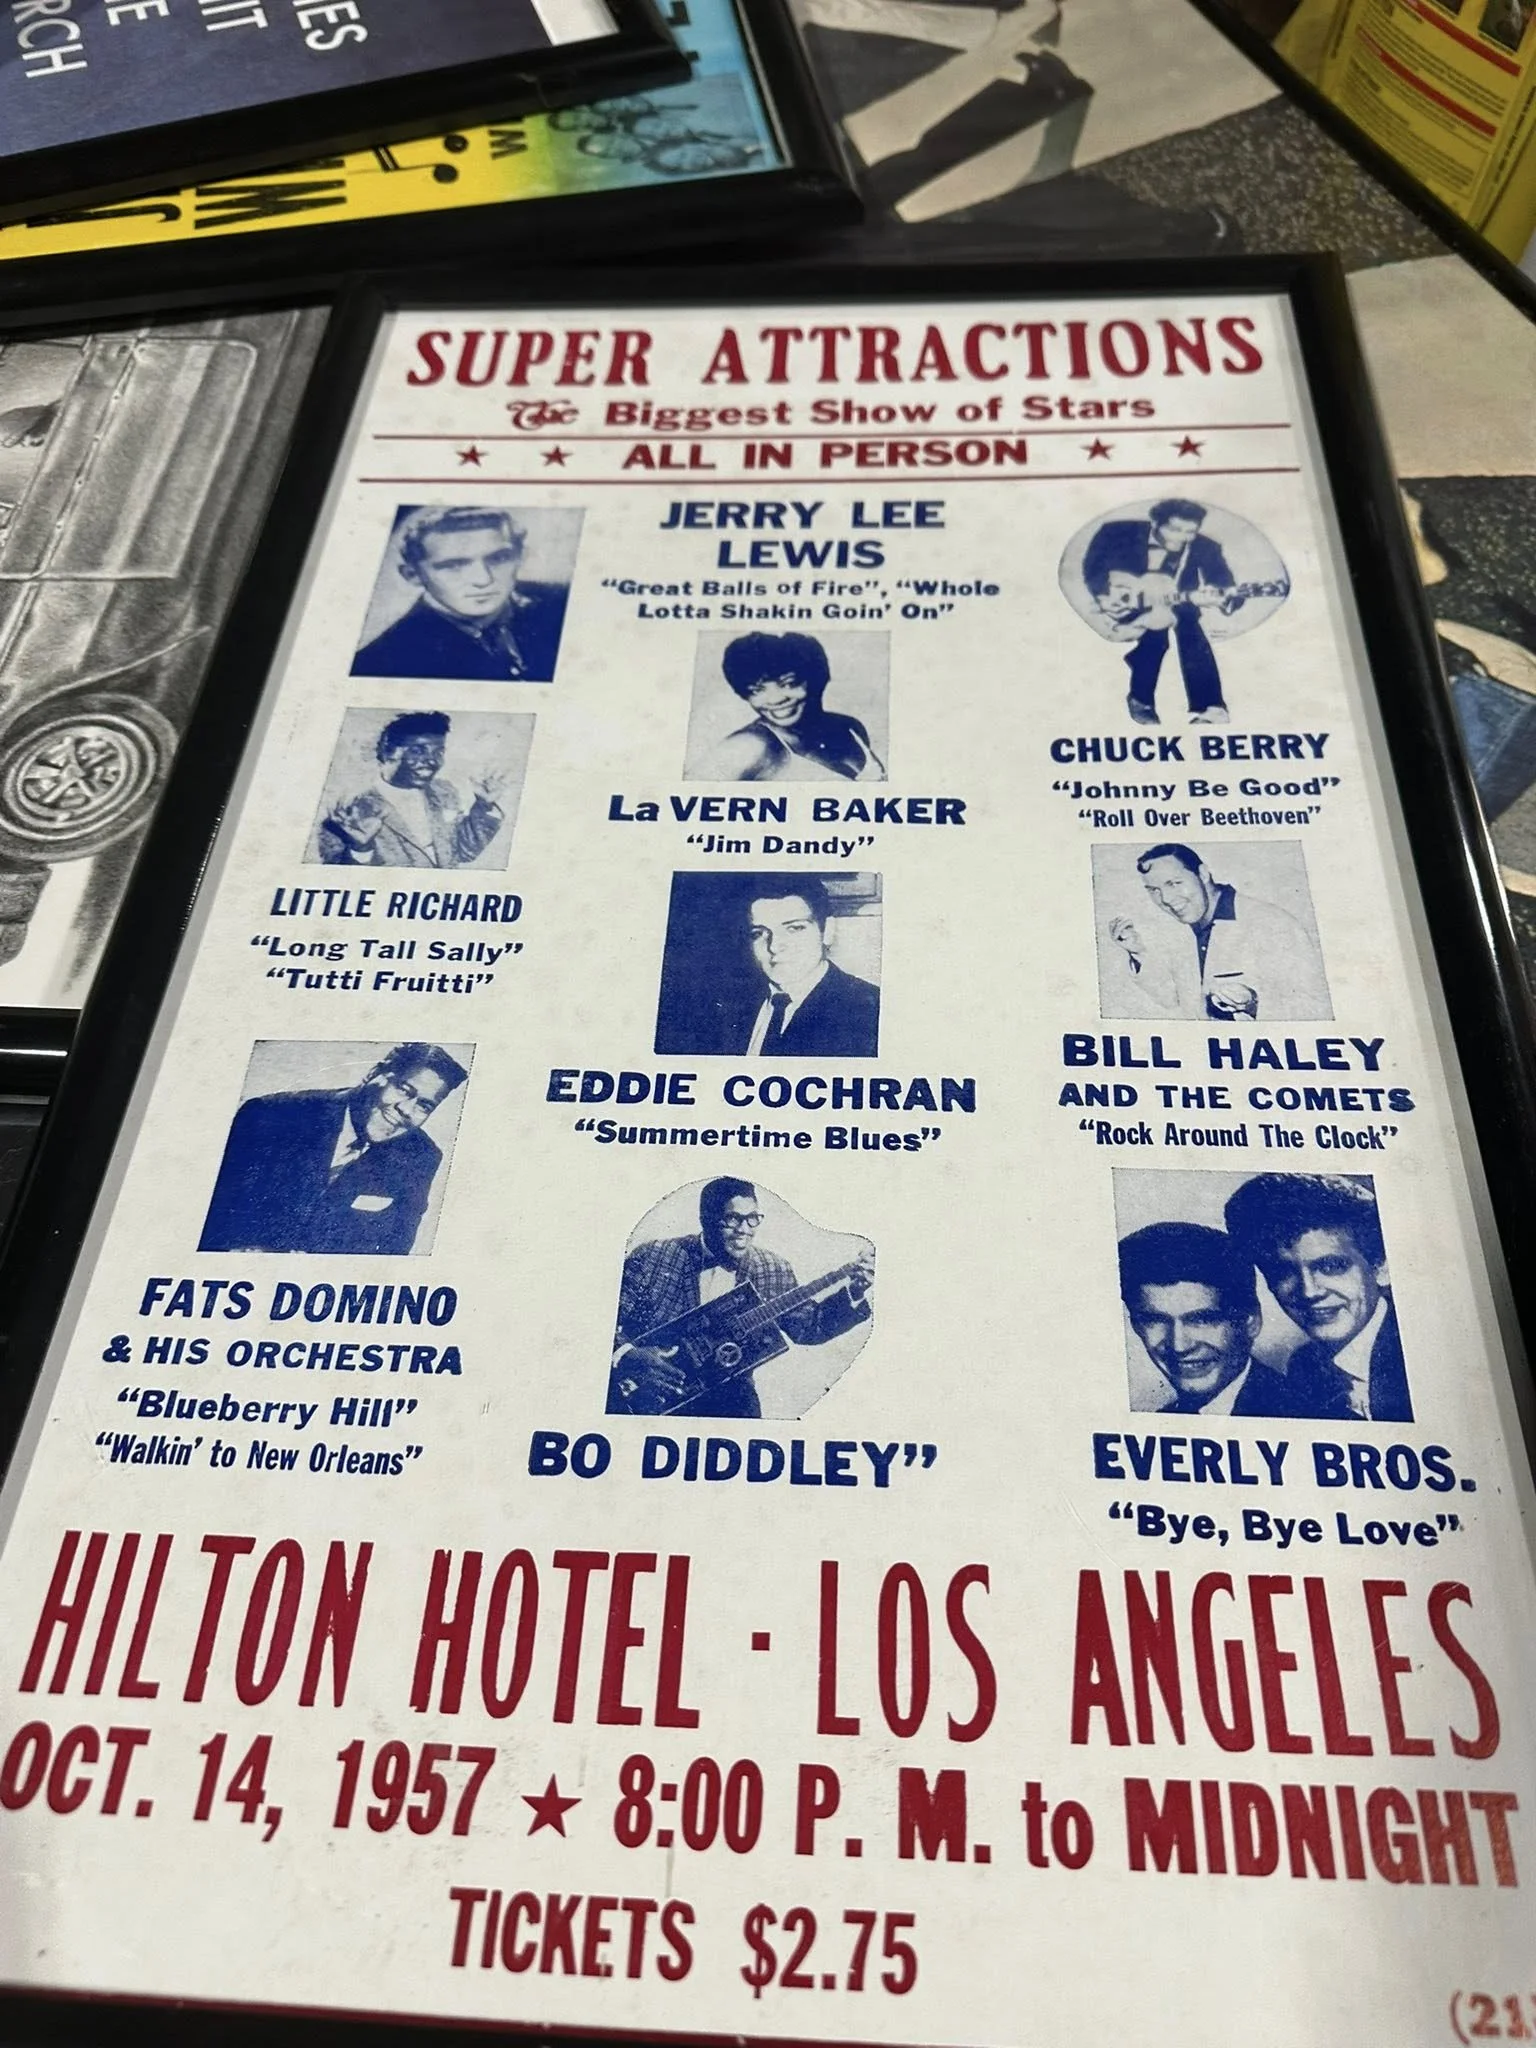 RCH
IES
IT
E
SUPER ATTRACTIONS
The Biggest Show of Stars
ALL IN PERSON
JERRY LEE
LEWIS
"Great Balls of Fire", "Whole
Lotta Shakin Goin' On"
CHUCK BERRY
"Johnny Be Good"
"Roll Over Beethoven"
La VERN BAKER
"Jim Dandy"
LITTLE RICHARD
"Long Tall Sally"
"Tutti Fruitti"
EDDIE COCHRAN
"Summertime Blues"
BILL HALEY
AND THE COMETS
"Rock Around The Clock"
FATS DOMINO
& HIS ORCHESTRA
"Blueberry Hill"
"Walkin' to New Orleans"
BO DIDDLEY"
EVERLY BROS.
"Bye, Bye Love"
HILTON HOTEL · LOS ANGELES
OCT. 14, 1957 ★ 8:00 P. M. to MIDNIGHT
TICKETS $2.75
(21